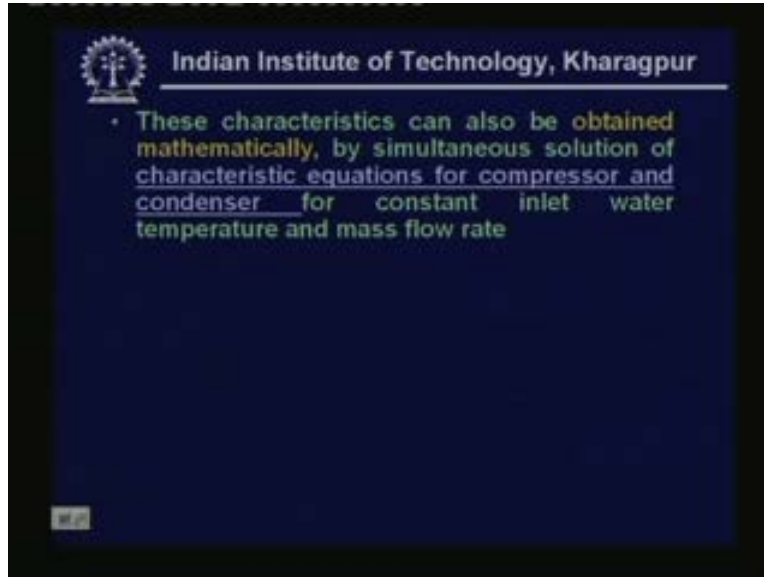 Indian Institute of Technology, Kharagpur
• These characteristics can also be obtained
mathematically, by simultaneous solution of
characteristic equations for compressor and
condenser for constant inlet water
temperature and mass flow rate